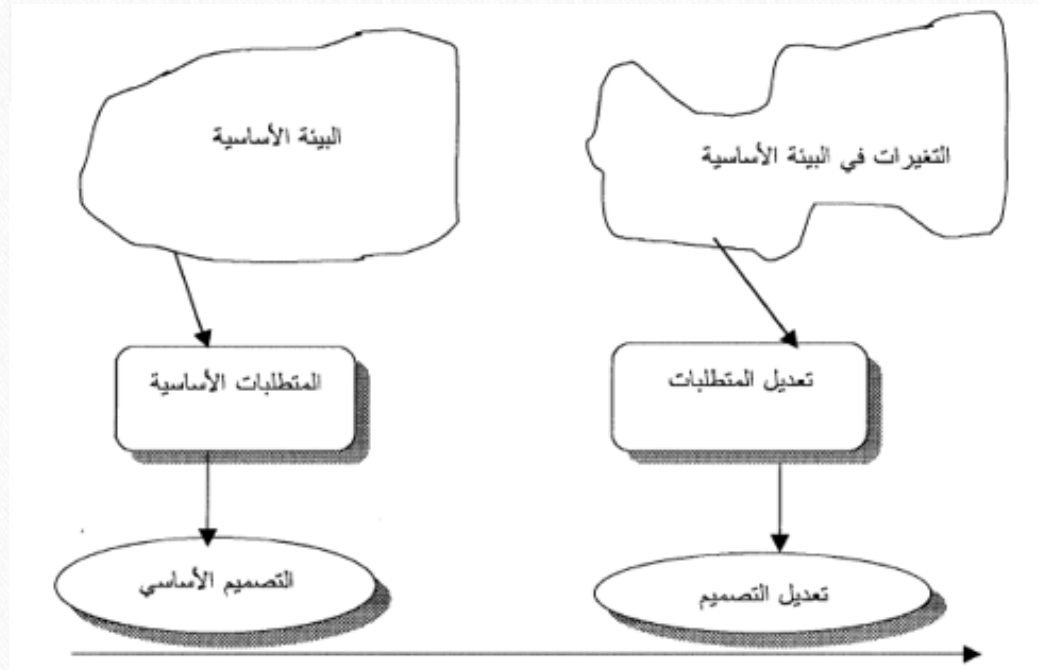 البيئة الأساسية
التغيرات في البيئة الأساسية
المتطلبات الأساسية
تعديل المتطلبات
التصميم الأساسي
تعديل التصميم